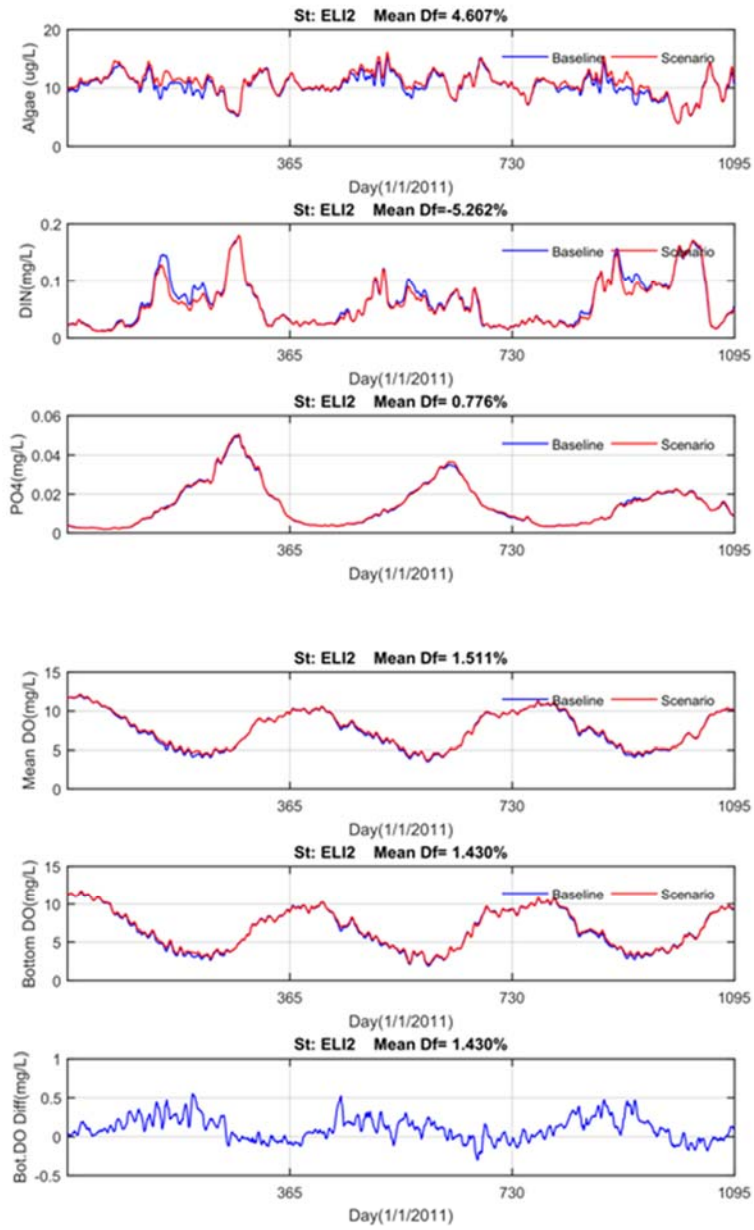 St: ELI2 Mean Df= 4.607%
20
10
0
Algae (ug/L)
Baseline
Scenario
365
730
1095
Day(1/1/2011)
St: ELI2 Mean Df=-5.262%
0.2
0.1
0
DIN(mg/L)
Baseline
Scenario
365
730
1095
Day(1/1/2011)
St: ELI2 Mean Df= 0.776%
0.06
0.04
0.02
0
PO4(mg/L)
Baseline
Scenario
365
730
1095
Day(1/1/2011)
St: ELI2 Mean Df= 1.511%
15
10
5
0
Mean DO(mg/L)
Baseline
Scenario
365
730
1095
Day(1/1/2011)
St: ELI2 Mean Df= 1.430%
15
10
5
0
Bottom DO(mg/L)
Baseline
Scenario
365
730
1095
Day(1/1/2011)
St: ELI2 Mean Df= 1.430%
1
0.5
0
-0.5
Bot.DO Diff(mg/L)
365
730
1095
Day(1/1/2011)